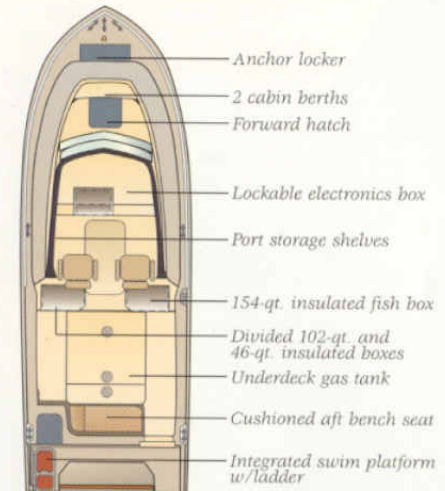 Anchor locker
2 cabin berths
Forward hatch
Lockable electronics box
Port storage shelves
154-qt. insulated fish box
Divided 102-qt. and
46-qt. insulated boxes
Underdeck gas tank
Cushioned aft bench seat
Integrated swim platform
w/ladder